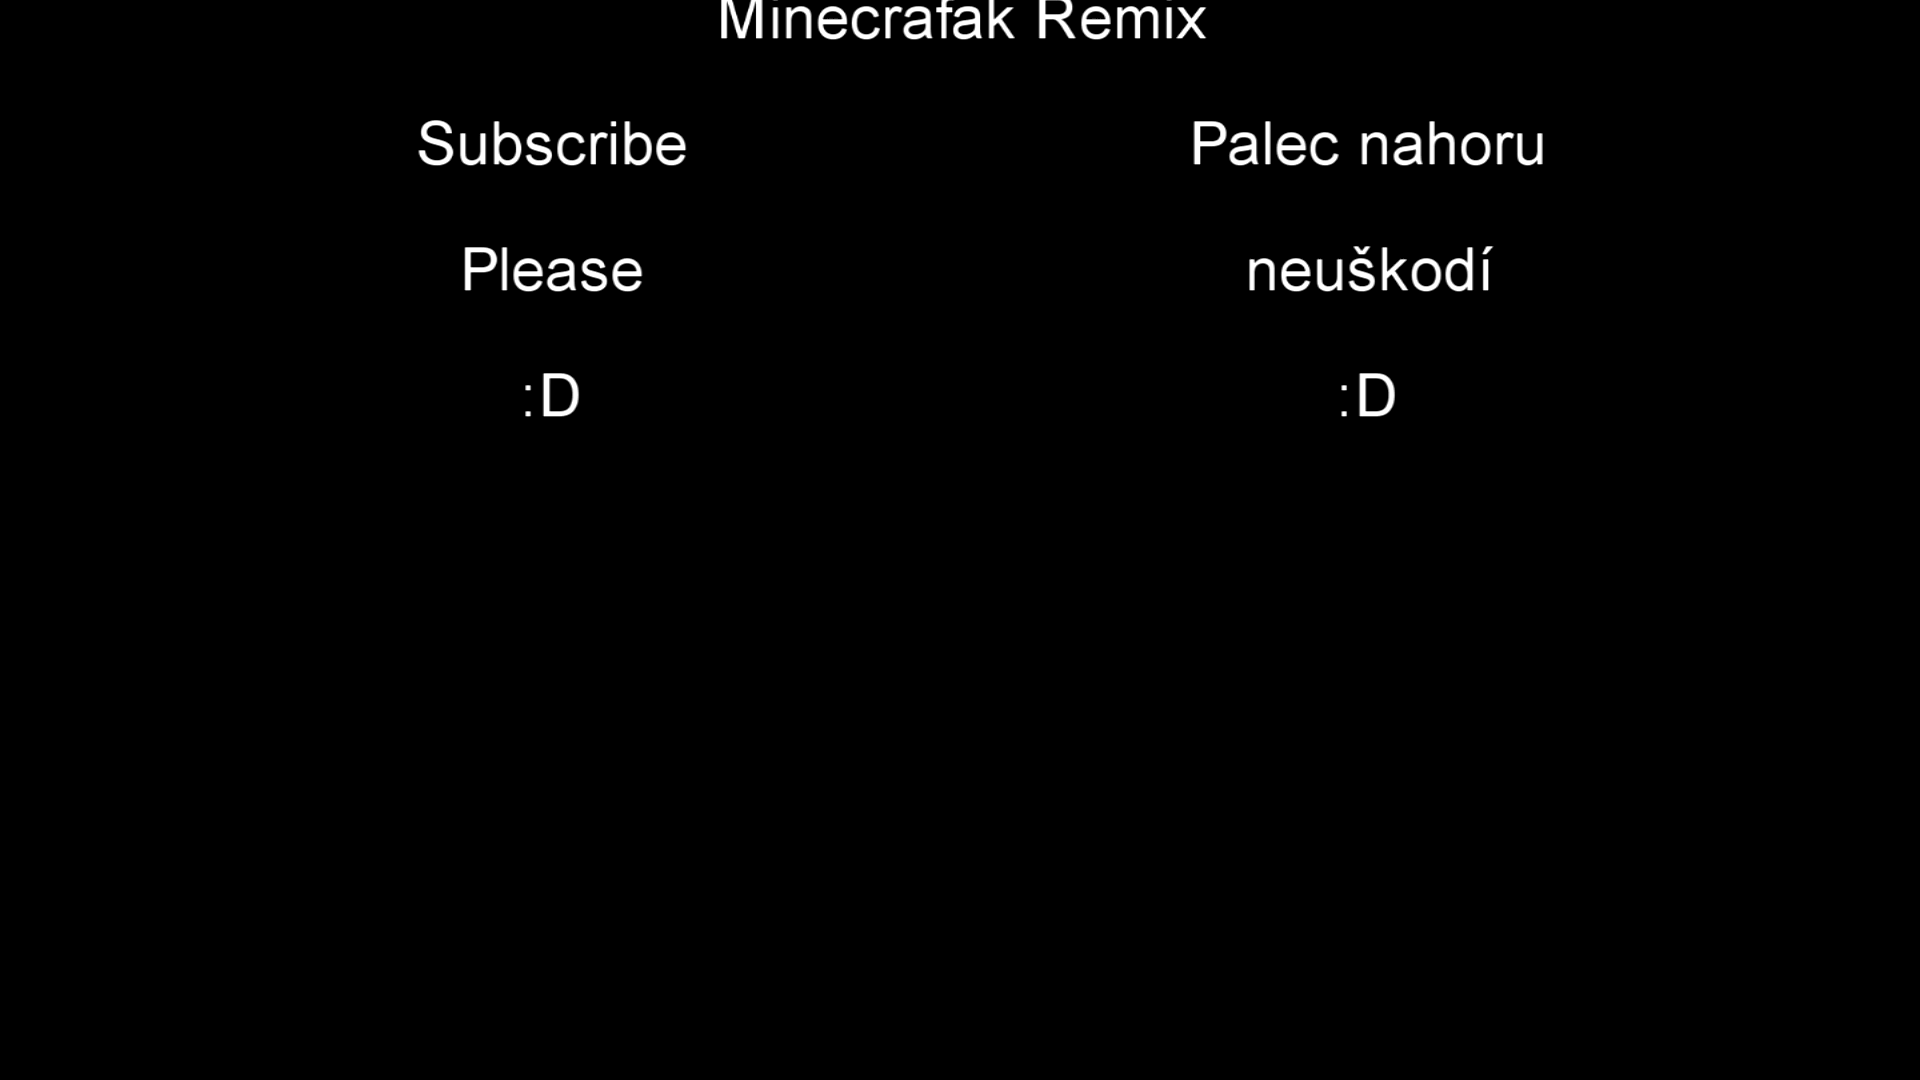 Minecrafak Remix
Subscribe
Please
:D
Palec nahoru
neuškodí
:D